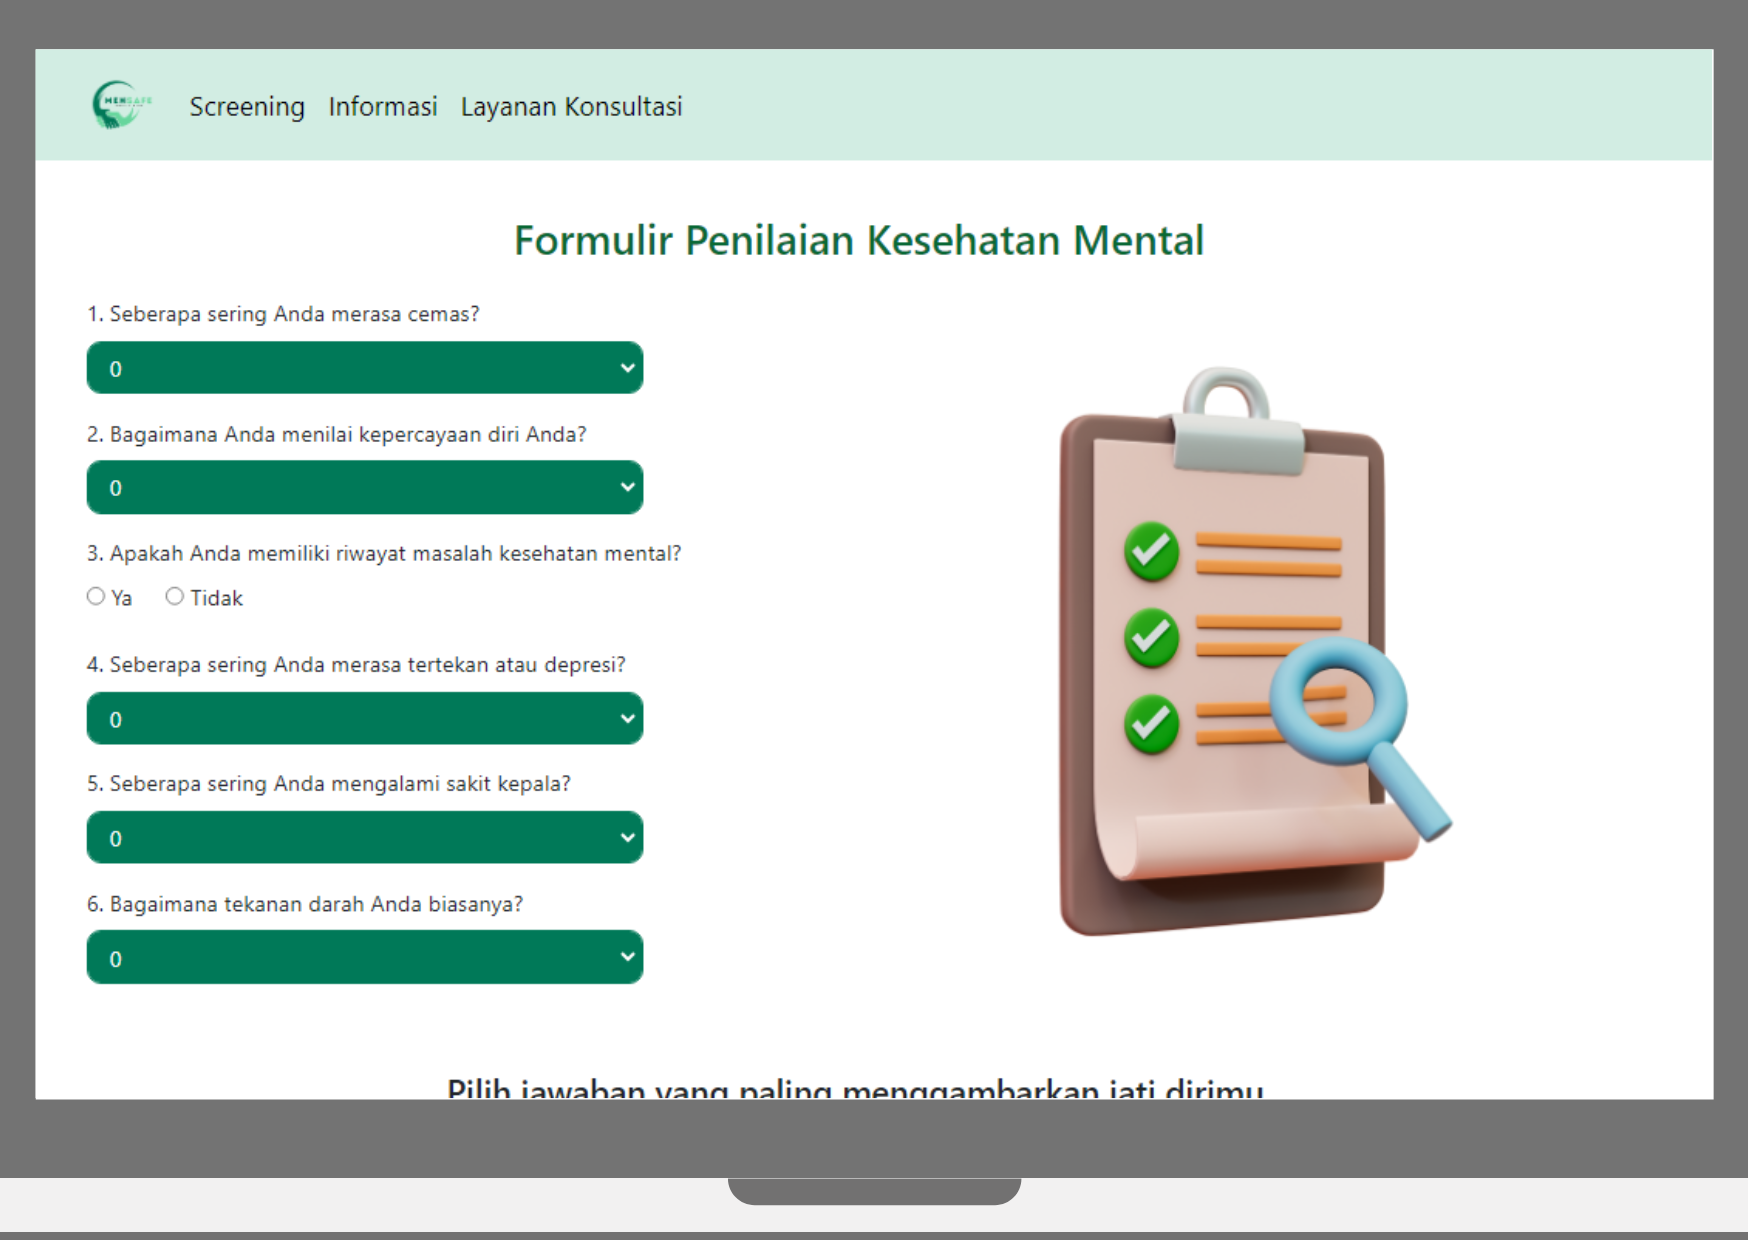 MENSAFE
Screening Informasi Layanan Konsultasi
Formulir Penilaian Kesehatan Mental
1. Seberapa sering Anda merasa cemas?
0
2. Bagaimana Anda menilai kepercayaan diri Anda?
0
3. Apakah Anda memiliki riwayat masalah kesehatan mental?
Ya Tidak
4. Seberapa sering Anda merasa tertekan atau depresi?
0
5. Seberapa sering Anda mengalami sakit kepala?
0
6. Bagaimana tekanan darah Anda biasanya?
0
Pilih jawaban yang paling menggambarkan jati dirimu